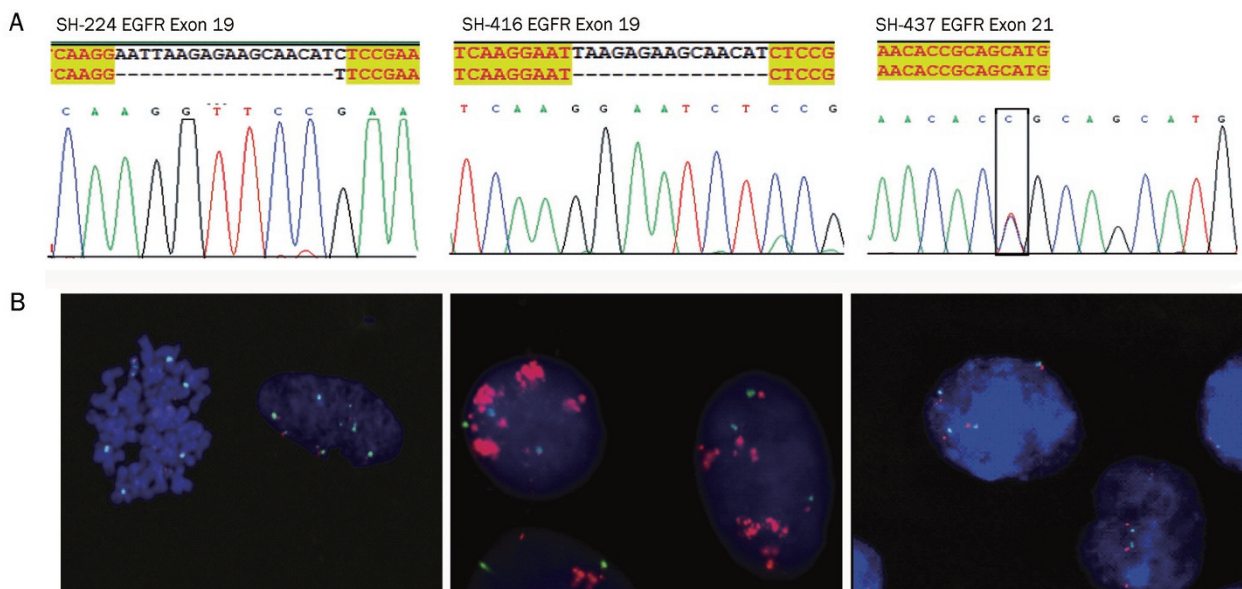 A
SH-224 EGFR Exon 19
CAAGGAATTAAGAGAAGCAACATCTCCGAA
CAAGG------------------TTCCGAA
C A A G G T T C C G A A
SH-416 EGFR Exon 19
TCAAGGAATTAAGAGAAGCAACATCTCCG
TCAAGGAAT---------------CTCCG
T C A A G G A A T C T C C G
SH-437 EGFR Exon 21
AACACCGCAGCATG
AACACCGCAGCATG
A A C A C C G C A G C A T G
B